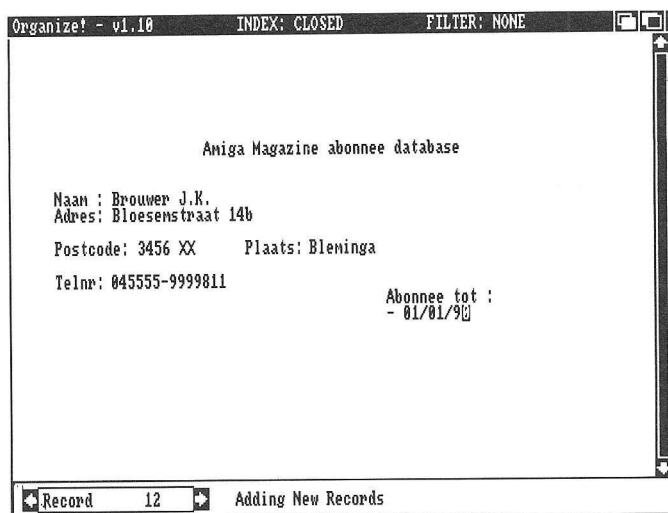 Organize! - v1.10 INDEX: CLOSED FILTER: NONE
Amiga Magazine abonnee database
Naam : Brouwer J.K.
Adres: Bloesemstraat 14b
Postcode: 3456 XX Plaats: Bleminga
Telnr: 045555-9999811
Abonnee tot :
- 01/01/9
Record 12 Adding New Records